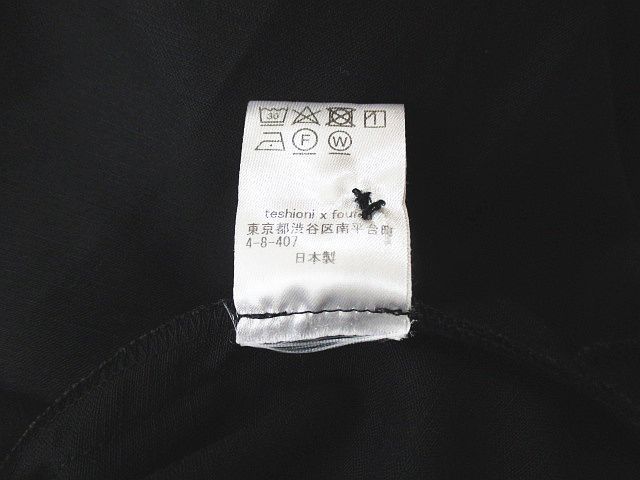 30
F W
teshioni x
東京都渋谷区南平台町
4-8-407
日本製